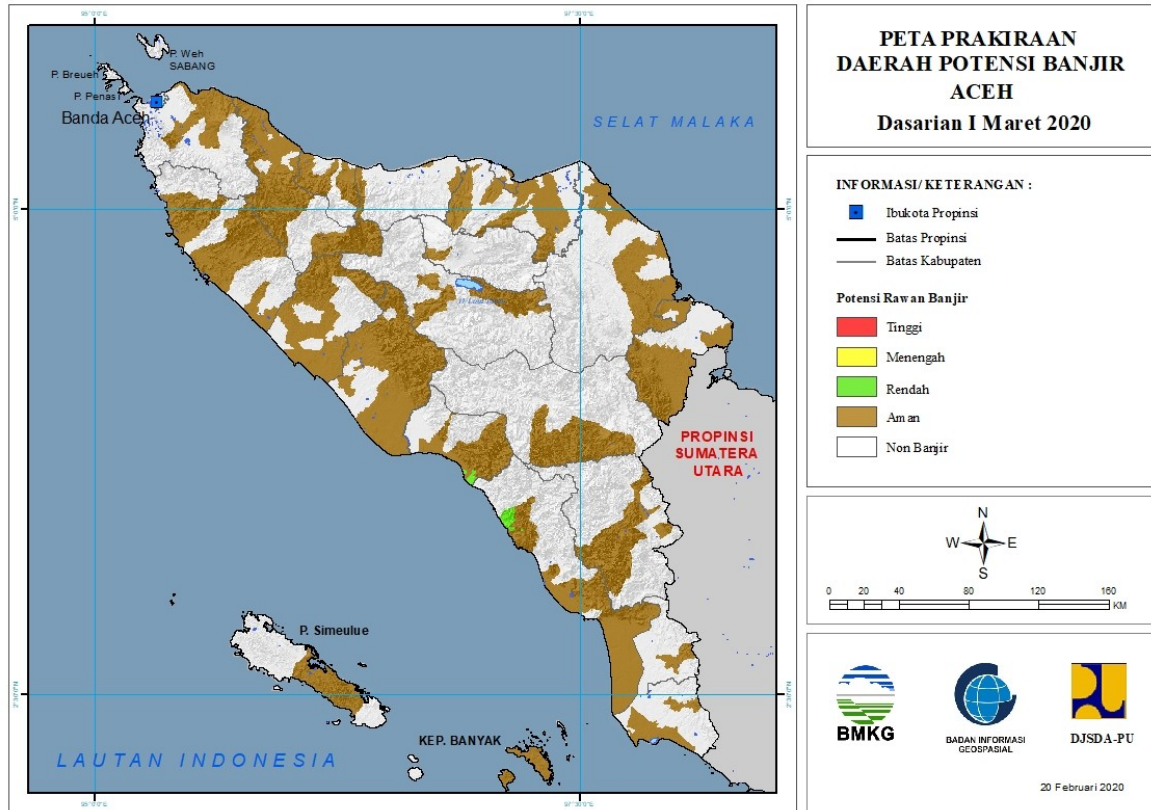 PETA PRAKIRAAN
DAERAH POTENSI BANJIR
ACEH
Dasarian I Maret 2020
INFORMASI/KETERANGAN :
Ibukota Propinsi
Batas Propinsi
Batas Kabupaten
Potensi Rawan Banjir
Tinggi
Menengah
Rendah
Aman
Non Banjir
N
W E
S
0 20 40 80 120 160
KM
BMKG
BADAN INFORMASI
GEOSPASIAL
DJSDA-PU
20 Februari 2020
P. Weh
SABANG
P. Breueh
P. Penasi
Banda Aceh
SELAT MALAKA
PROPINSI
SUMATERA
UTARA
P. Simeulue
KEP. BANYAK
LAUTAN INDONESIA